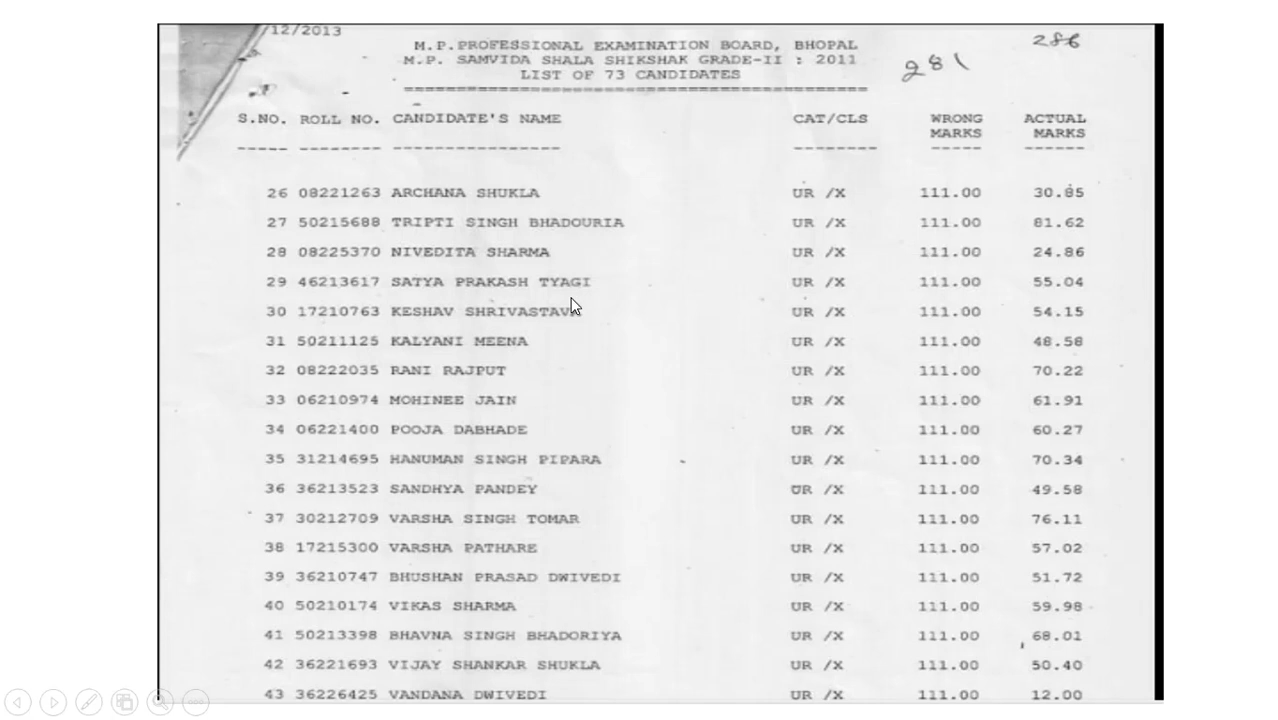 /12/2013
M.P.PROFESSIONAL EXAMINATION BOARD, BHOPAL
286
M.P. SAMVIDA SHALA SHIKSHAK GRADE-II : 2011
281
LIST OF 73 CANDIDATES
S.NO. ROLL NO. CANDIDATE'S NAME CAT/CLS WRONG MARKS ACTUAL MARKS
26 08221263 ARCHANA SHUKLA UR /X 111.00 30.85
27 50215688 TRIPTI SINGH BHADOURIA UR /X 111.00 81.62
28 08225370 NIVEDITA SHARMA UR /X 111.00 24.86
29 46213617 SATYA PRAKASH TYAGI UR /X 111.00 55.04
30 17210763 KESHAV SHRIVASTAVA UR /X 111.00 54.15
31 50211125 KALYANI MEENA UR /X 111.00 48.58
32 08222035 RANI RAJPUT UR /X 111.00 70.22
33 06210974 MOHINEE JAIN UR /X 111.00 61.91
34 06221400 POOJA DABHADE UR /X 111.00 60.27
35 31214695 HANUMAN SINGH PIPARA UR /X 111.00 70.34
36 36213523 SANDHYA PANDEY UR /X 111.00 49.58
37 30212709 VARSHA SINGH TOMAR UR /X 111.00 76.11
38 17215300 VARSHA PATHARE UR /X 111.00 57.02
39 36210747 BHUSHAN PRASAD DWIVEDI UR /X 111.00 51.72
40 50210174 VIKAS SHARMA UR /X 111.00 59.98
41 50213398 BHAVNA SINGH BHADORIYA UR /X 111.00 68.01
42 36221693 VIJAY SHANKAR SHUKLA UR /X 111.00 50.40
43 36226425 VANDANA DWIVEDI UR /X 111.00 12.00